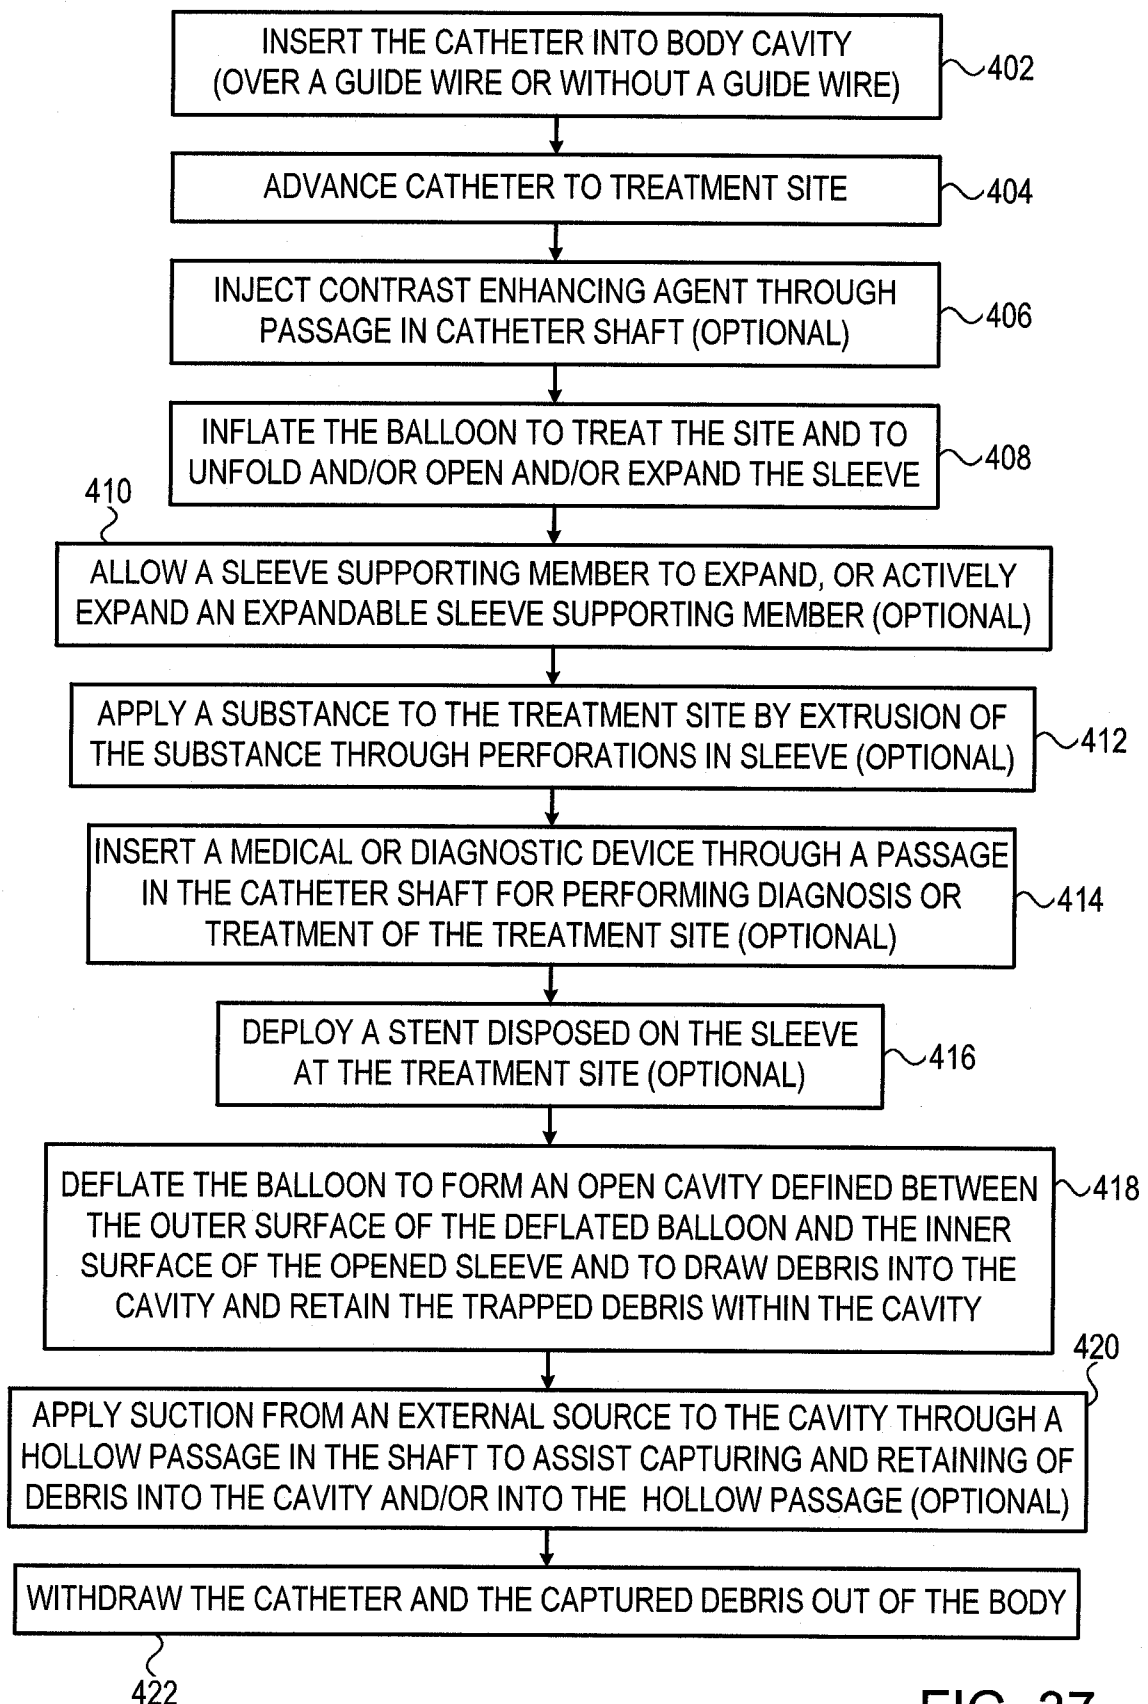 INSERT THE CATHETER INTO BODY CAVITY
(OVER A GUIDE WIRE OR WITHOUT A GUIDE WIRE)
402
ADVANCE CATHETER TO TREATMENT SITE
404
INJECT CONTRAST ENHANCING AGENT THROUGH
PASSAGE IN CATHETER SHAFT (OPTIONAL)
406
INFLATE THE BALLOON TO TREAT THE SITE AND TO
UNFOLD AND/OR OPEN AND/OR EXPAND THE SLEEVE
408
410
ALLOW A SLEEVE SUPPORTING MEMBER TO EXPAND, OR ACTIVELY
EXPAND AN EXPANDABLE SLEEVE SUPPORTING MEMBER (OPTIONAL)
APPLY A SUBSTANCE TO THE TREATMENT SITE BY EXTRUSION OF
THE SUBSTANCE THROUGH PERFORATIONS IN SLEEVE (OPTIONAL)
412
INSERT A MEDICAL OR DIAGNOSTIC DEVICE THROUGH A PASSAGE
IN THE CATHETER SHAFT FOR PERFORMING DIAGNOSIS OR
TREATMENT OF THE TREATMENT SITE (OPTIONAL)
414
DEPLOY A STENT DISPOSED ON THE SLEEVE
AT THE TREATMENT SITE (OPTIONAL)
416
DEFLATE THE BALLOON TO FORM AN OPEN CAVITY DEFINED BETWEEN
THE OUTER SURFACE OF THE DEFLATED BALLOON AND THE INNER
SURFACE OF THE OPENED SLEEVE AND TO DRAW DEBRIS INTO THE
CAVITY AND RETAIN THE TRAPPED DEBRIS WITHIN THE CAVITY
418
420
APPLY SUCTION FROM AN EXTERNAL SOURCE TO THE CAVITY THROUGH A
HOLLOW PASSAGE IN THE SHAFT TO ASSIST CAPTURING AND RETAINING OF
DEBRIS INTO THE CAVITY AND/OR INTO THE HOLLOW PASSAGE (OPTIONAL)
WITHDRAW THE CATHETER AND THE CAPTURED DEBRIS OUT OF THE BODY
422
FIG. 37